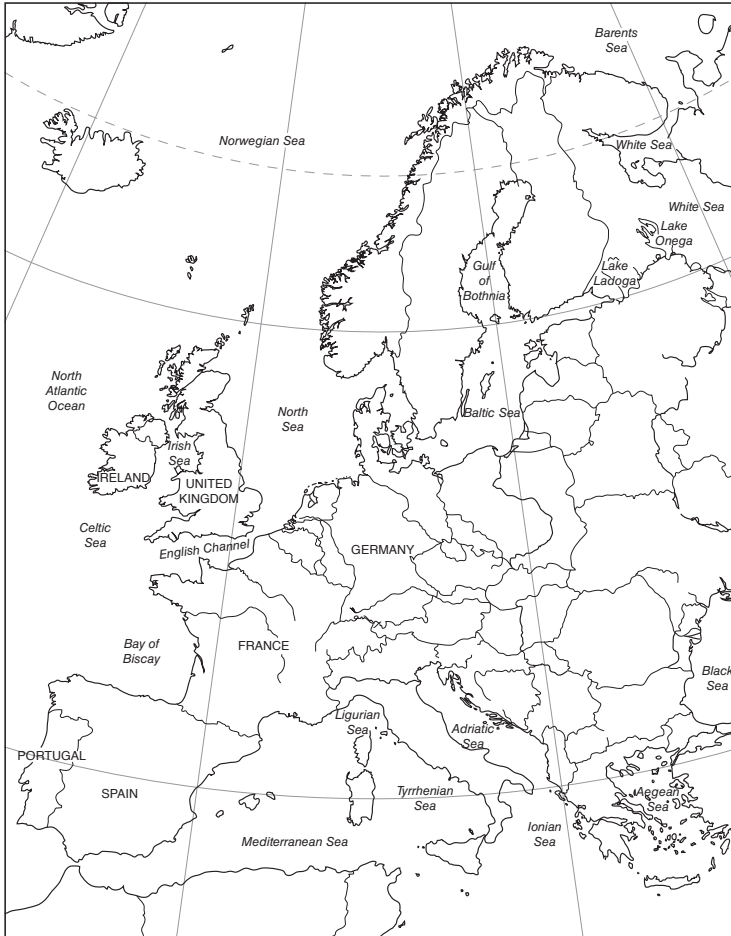 Barents
Sea
Norwegian Sea
White Sea
White Sea
Lake
Onega
Gulf
of
Bothnia
Lake
Ladoga
North
Atlantic
Ocean
North
Sea
Baltic Sea
Irish
Sea
IRELAND
UNITED
KINGDOM
Celtic
Sea
English Channel
GERMANY
Bay of
Biscay
FRANCE
Black
Sea
Ligurian
Sea
Adriatic
Sea
PORTUGAL
SPAIN
Tyrrhenian
Sea
Aegean
Sea
Mediterranean Sea
Ionian
Sea